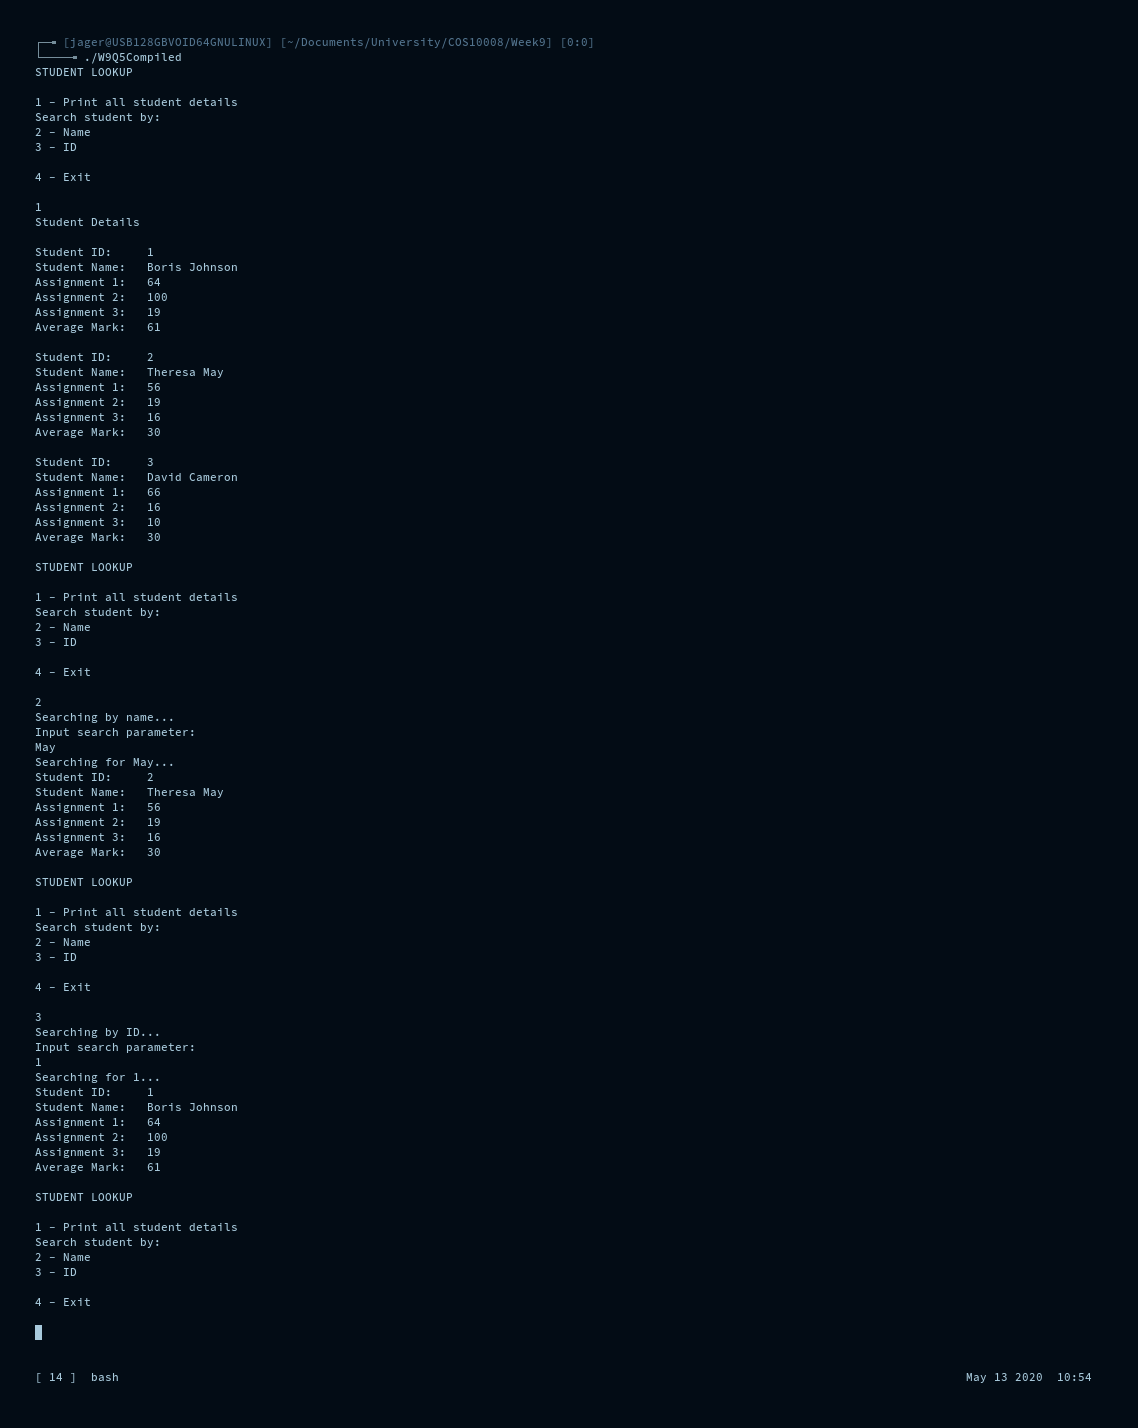 ┌─╼ [jager@USB128GBVOID64GNULINUX] [~/Documents/University/COS10008/Week9] [0:0]
└────╼ ./W9Q5Compiled
STUDENT LOOKUP
1 - Print all student details
Search student by:
2 - Name
3 - ID
4 - Exit
1
Student Details
Student ID:     1
Student Name:   Boris Johnson
Assignment 1:   64
Assignment 2:   100
Assignment 3:   19
Average Mark:   61
Student ID:     2
Student Name:   Theresa May
Assignment 1:   56
Assignment 2:   19
Assignment 3:   16
Average Mark:   30
Student ID:     3
Student Name:   David Cameron
Assignment 1:   66
Assignment 2:   16
Assignment 3:   10
Average Mark:   30
STUDENT LOOKUP
1 - Print all student details
Search student by:
2 - Name
3 - ID
4 - Exit
2
Searching by name...
Input search parameter:
May
Searching for May...
Student ID:     2
Student Name:   Theresa May
Assignment 1:   56
Assignment 2:   19
Assignment 3:   16
Average Mark:   30
STUDENT LOOKUP
1 - Print all student details
Search student by:
2 - Name
3 - ID
4 - Exit
3
Searching by ID...
Input search parameter:
1
Searching for 1...
Student ID:     1
Student Name:   Boris Johnson
Assignment 1:   64
Assignment 2:   100
Assignment 3:   19
Average Mark:   61
STUDENT LOOKUP
1 - Print all student details
Search student by:
2 - Name
3 - ID
4 - Exit
[ 14 ]  bash  May 13 2020  10:54